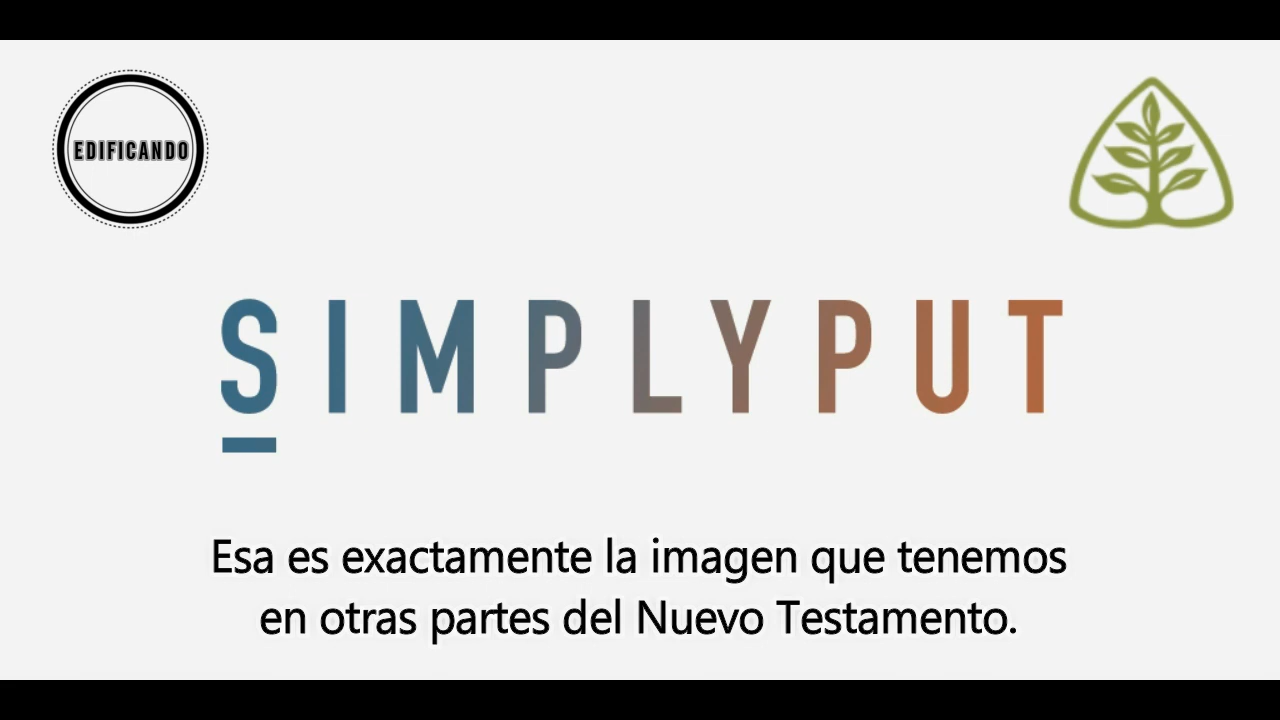 EDIFICANDO
SIMPLYPUT
Esa es exactamente la imagen que tenemos
en otras partes del Nuevo Testamento.